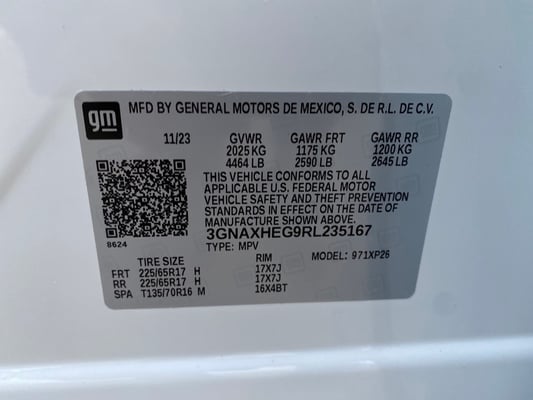 gm MFD BY GENERAL MOTORS DE MEXICO, S. DE R.L. DE C.V.
11/23 GVWR GAWR FRT GAWR RR
2025 KG 1175 KG 1200 KG
4464 LB 2590 LB 2645 LB
THIS VEHICLE CONFORMS TO ALL
APPLICABLE U.S. FEDERAL MOTOR
VEHICLE SAFETY AND THEFT PREVENTION
STANDARDS IN EFFECT ON THE DATE OF
MANUFACTURE SHOWN ABOVE.
3GNAXHEG9RL235167
8624 TYPE: MPV
TIRE SIZE RIM MODEL: 971XP26
FRT 225/65R17 H 17X7J
RR 225/65R17 H 17X7J
SPA T135/70R16 M 16X4BT